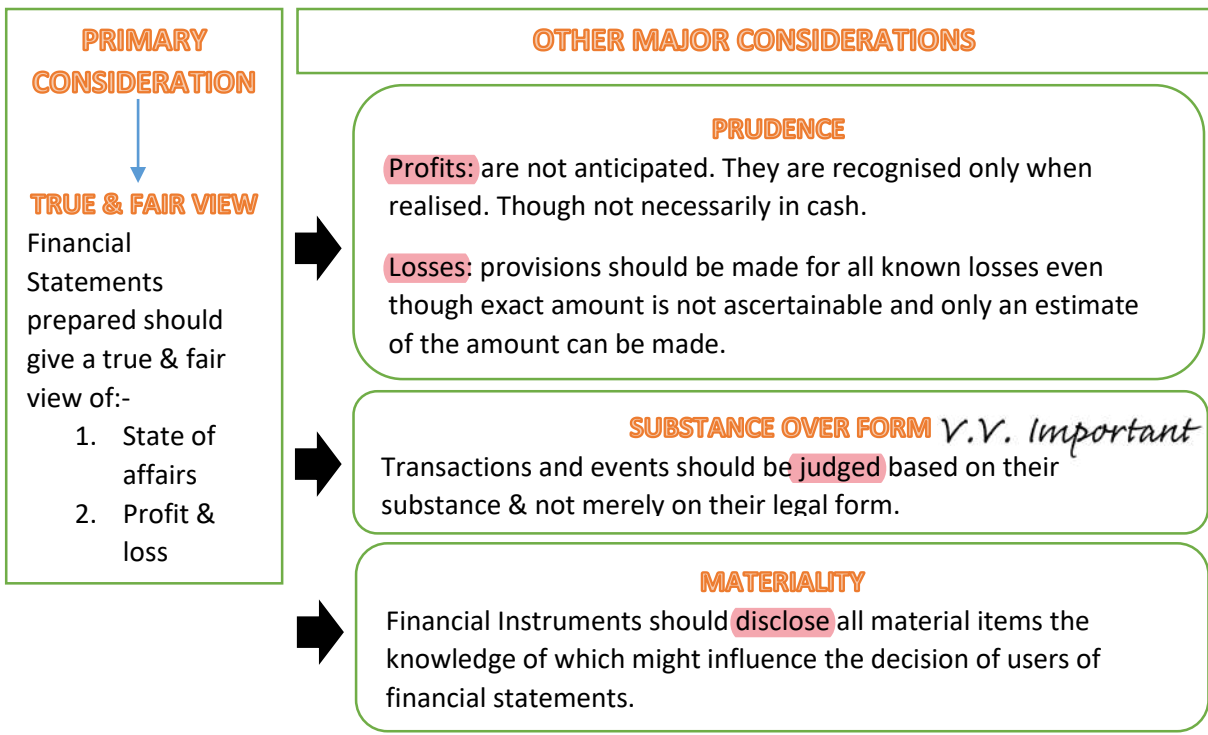 PRIMARY
CONSIDERATION
TRUE & FAIR VIEW
Financial
Statements
prepared should
give a true & fair
view of:-
1. State of
affairs
2. Profit &
loss
OTHER MAJOR CONSIDERATIONS
PRUDENCE
Profits: are not anticipated. They are recognised only when
realised. Though not necessarily in cash.
Losses: provisions should be made for all known losses even
though exact amount is not ascertainable and only an estimate
of the amount can be made.
SUBSTANCE OVER FORM V.V. Important
Transactions and events should be judged based on their
substance & not merely on their legal form.
MATERIALITY
Financial Instruments should disclose all material items the
knowledge of which might influence the decision of users of
financial statements.